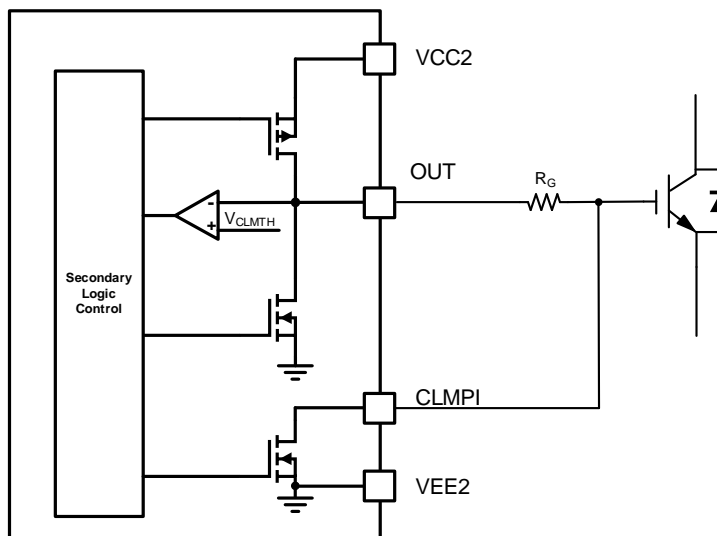 VCC2
OUT
R_G
-
+
V_CLMTH
Secondary
Logic
Control
CLMPI
VEE2